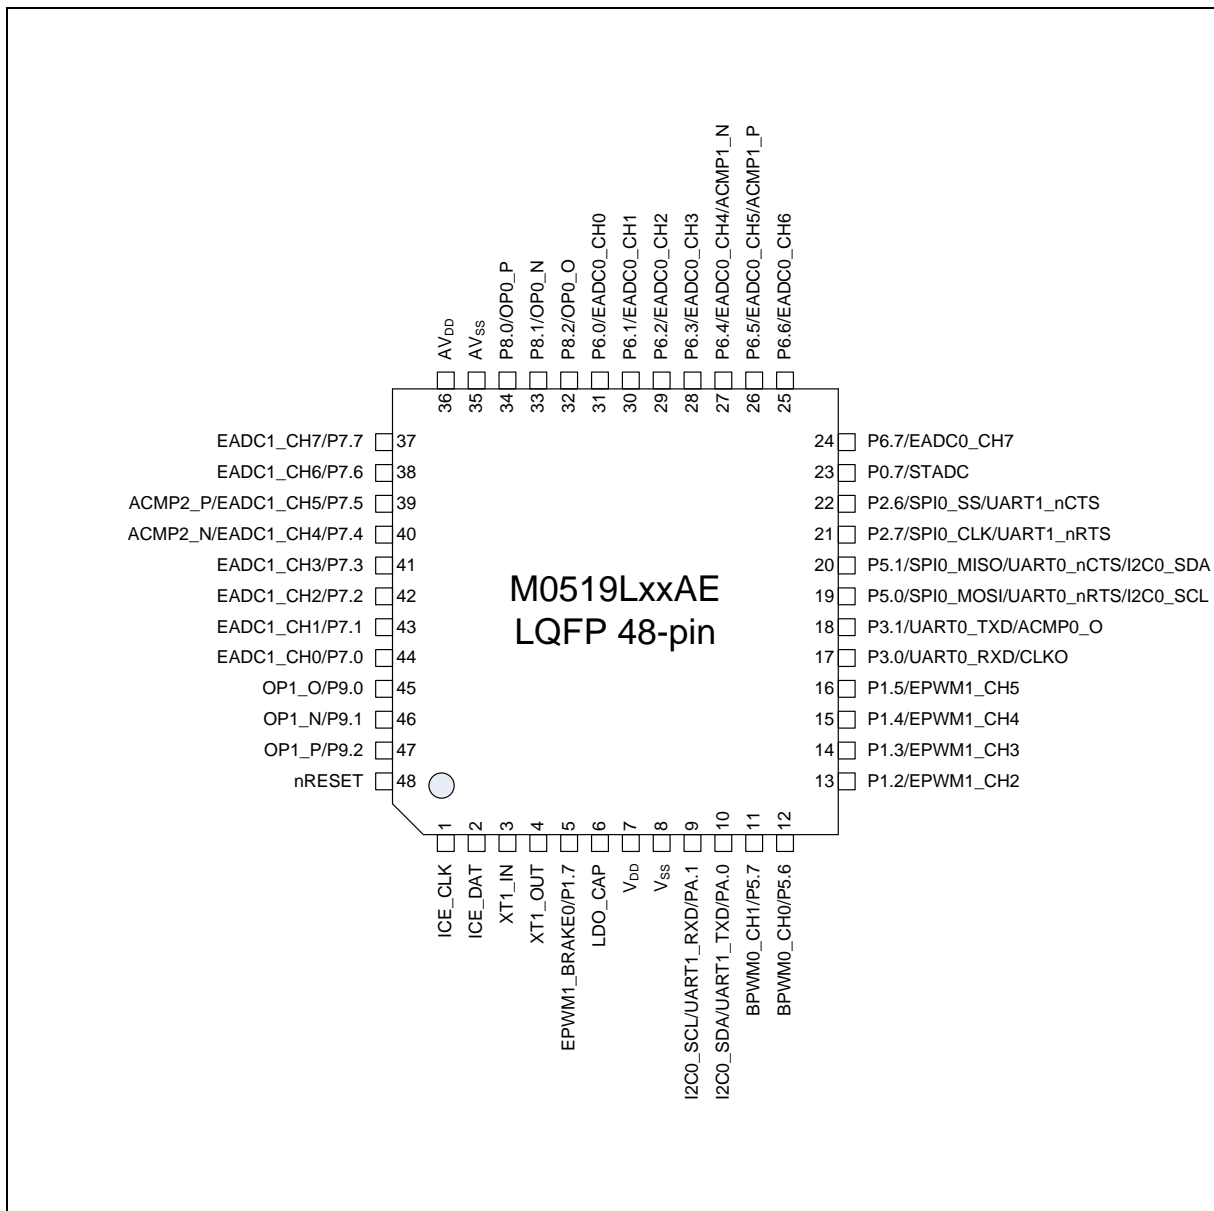 AVDD
AVSS
P8.0/OP0_P
P8.1/OP0_N
P8.2/OP0_O
P6.0/EADC0_CH0
P6.1/EADC0_CH1
P6.2/EADC0_CH2
P6.3/EADC0_CH3
P6.4/EADC0_CH4/ACMP1_N
P6.5/EADC0_CH5/ACMP1_P
P6.6/EADC0_CH6
36
35
34
33
32
31
30
29
28
27
26
25
EADC1_CH7/P7.7 37
EADC1_CH6/P7.6 38
ACMP2_P/EADC1_CH5/P7.5 39
ACMP2_N/EADC1_CH4/P7.4 40
EADC1_CH3/P7.3 41
EADC1_CH2/P7.2 42
EADC1_CH1/P7.1 43
EADC1_CH0/P7.0 44
OP1_O/P9.0 45
OP1_N/P9.1 46
OP1_P/P9.2 47
nRESET 48
M0519LxxAE
LQFP 48-pin
24 P6.7/EADC0_CH7
23 P0.7/STADC
22 P2.6/SPI0_SS/UART1_nCTS
21 P2.7/SPI0_CLK/UART1_nRTS
20 P5.1/SPI0_MISO/UART0_nCTS/I2C0_SDA
19 P5.0/SPI0_MOSI/UART0_nRTS/I2C0_SCL
18 P3.1/UART0_TXD/ACMP0_O
17 P3.0/UART0_RXD/CLKO
16 P1.5/EPWM1_CH5
15 P1.4/EPWM1_CH4
14 P1.3/EPWM1_CH3
13 P1.2/EPWM1_CH2
1
2
3
4
5
6
7
8
9
10
11
12
ICE_CLK
ICE_DAT
XT1_IN
XT1_OUT
EPWM1_BRAKE0/P1.7
LDO_CAP
VDD
VSS
I2C0_SCL/UART1_RXD/PA.1
I2C0_SDA/UART1_TXD/PA.0
BPWM0_CH1/P5.7
BPWM0_CH0/P5.6